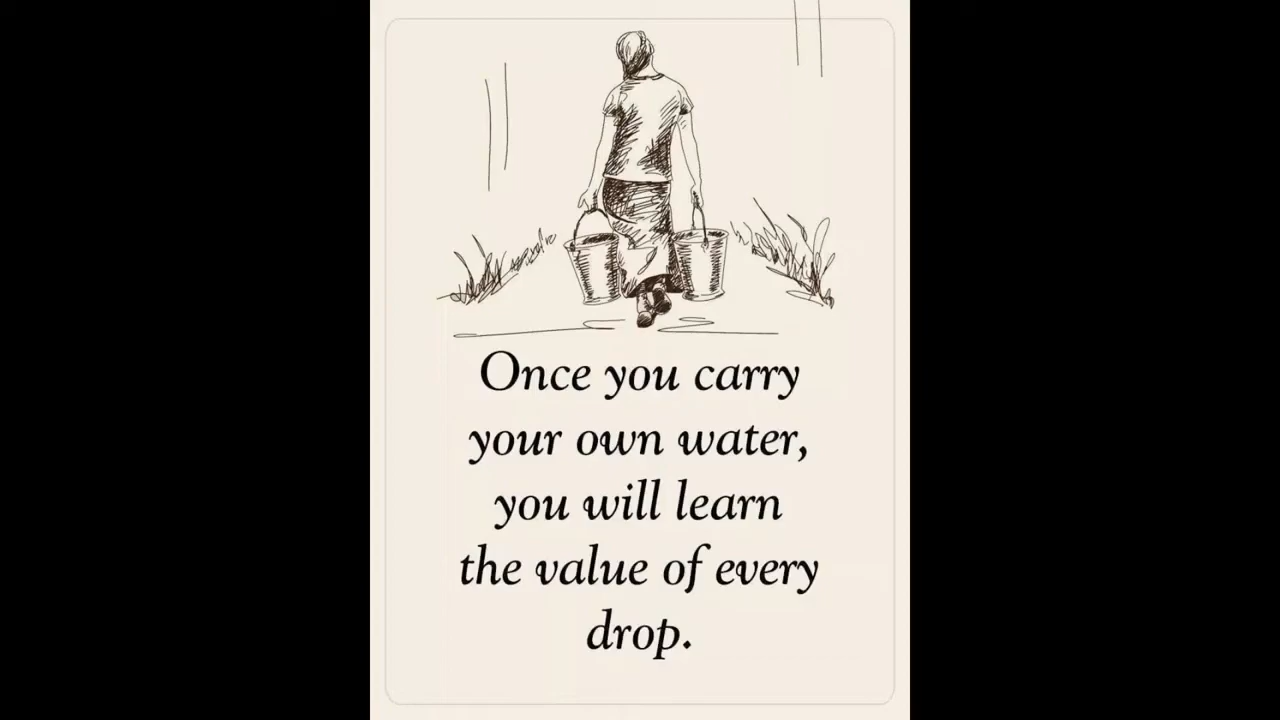 Once you carry
your own water,
you will learn
the value of every
drop.